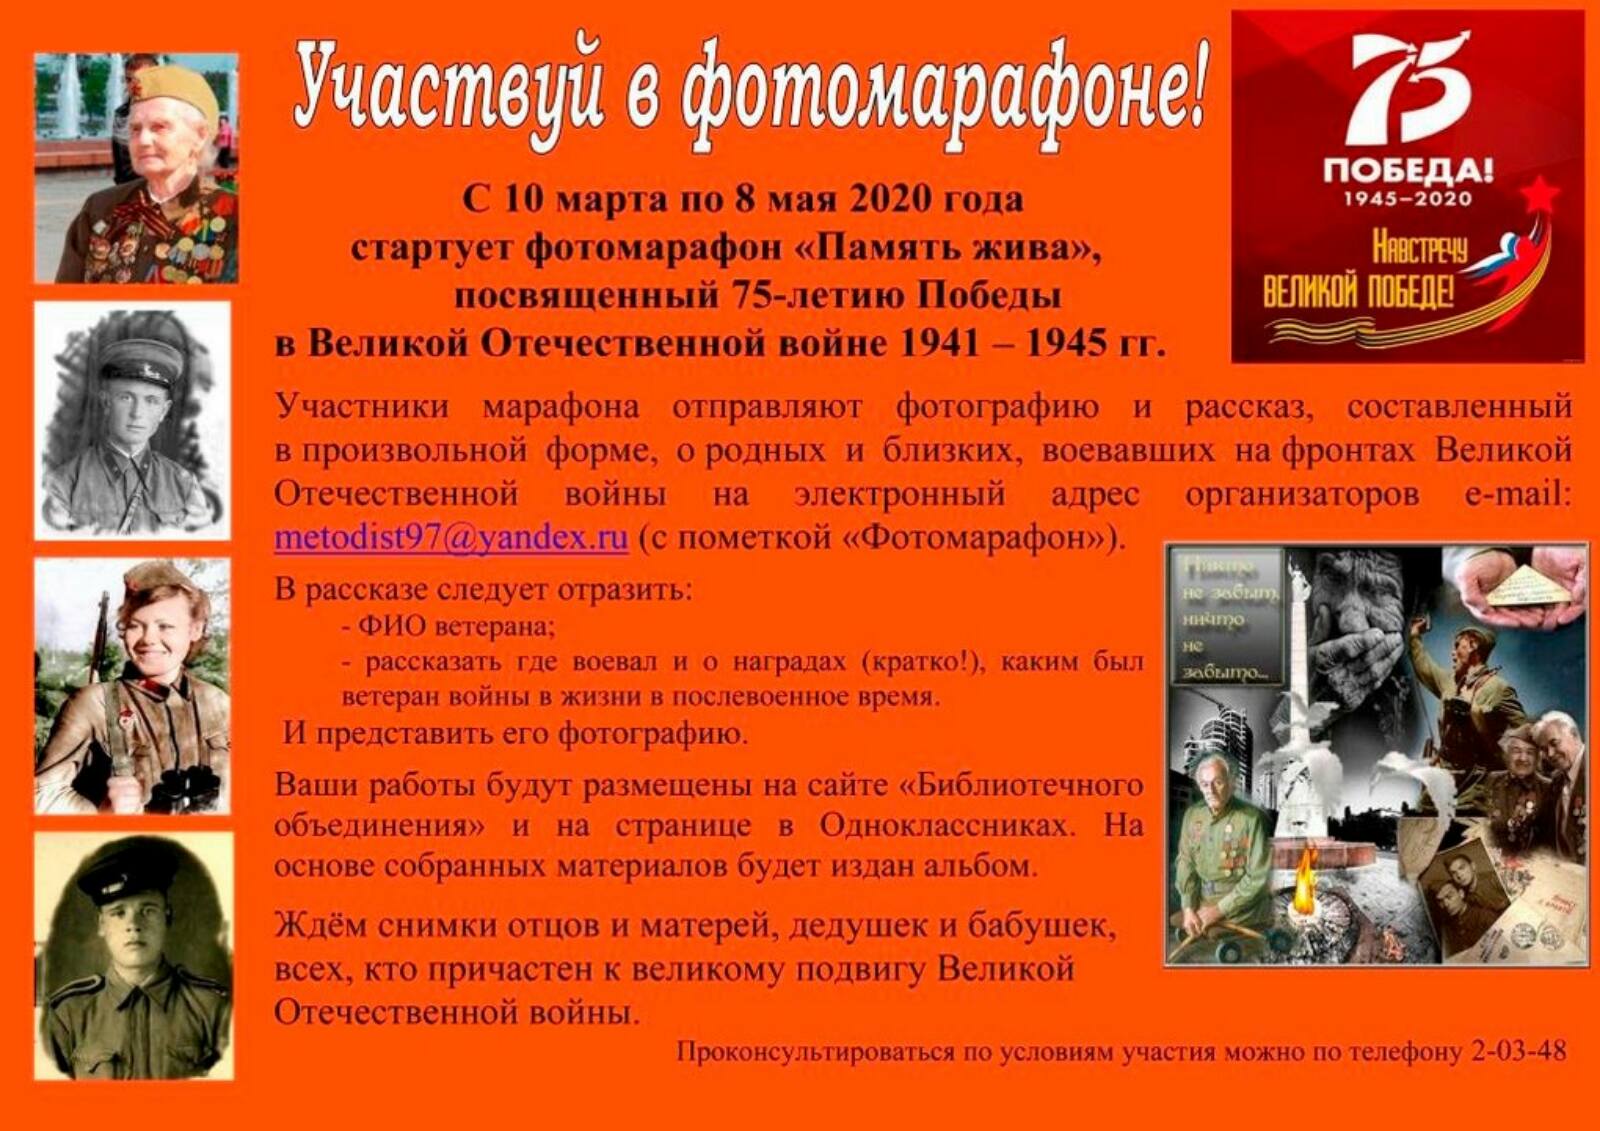 Участвуй в фотомарафоне!
75
ПОБЕДА!
1945–2020
НАВСТРЕЧУ
ВЕЛИКОЙ ПОБЕДЕ!
С 10 марта по 8 мая 2020 года
стартует фотомарафон «Память жива»,
посвященный 75-летию Победы
в Великой Отечественной войне 1941 – 1945 гг.
Участники марафона отправляют фотографию и рассказ, составленный
в произвольной форме, о родных и близких, воевавших на фронтах Великой
Отечественной войны на электронный адрес организаторов e-mail:
metodist97@yandex.ru (с пометкой «Фотомарафон»).
В рассказе следует отразить:
- ФИО ветерана;
- рассказать где воевал и о наградах (кратко!), каким был
ветеран войны в жизни в послевоенное время.
И представить его фотографию.
Ваши работы будут размещены на сайте «Библиотечного
объединения» и на странице в Одноклассниках. На
основе собранных материалов будет издан альбом.
Ждём снимки отцов и матерей, дедушек и бабушек,
всех, кто причастен к великому подвигу Великой
Отечественной войны.
Проконсультироваться по условиям участия можно по телефону 2-03-48
Никто
не забыт,
ничто
не
забыто...